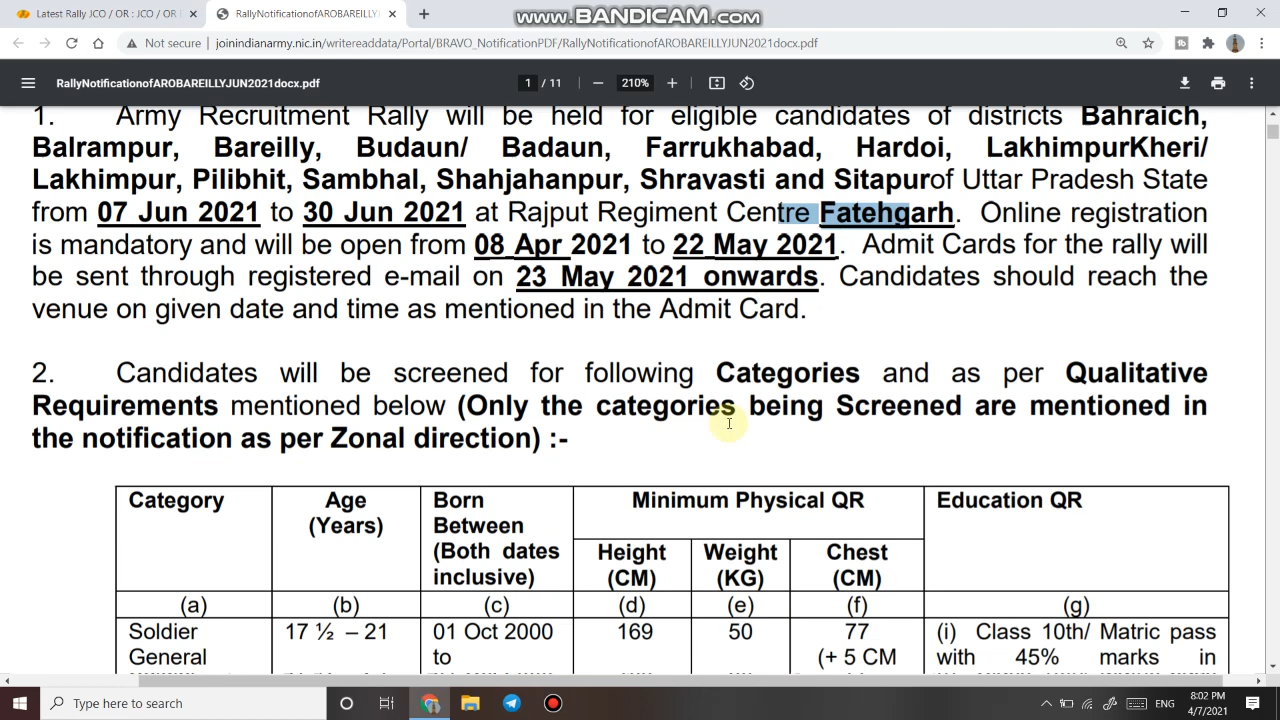 Latest Rally JCO / OR : JCO / OR
RallyNotificationofAROBAREILLYJ
www.BANDICAM.com
Not secure | joinindianarmy.nic.in/writereaddata/Portal/BRAVO_NotificationPDF/RallyNotificationofAROBAREILLYJUN2021docx.pdf
RallyNotificationofAROBAREILLYJUN2021docx.pdf
1 / 11
210%
1. Army Recruitment Rally will be held for eligible candidates of districts Bahraich,
Balrampur, Bareilly, Budaun/ Badaun, Farrukhabad, Hardoi, LakhimpurKheri/
Lakhimpur, Pilibhit, Sambhal, Shahjahanpur, Shravasti and Sitapurof Uttar Pradesh State
from 07 Jun 2021 to 30 Jun 2021 at Rajput Regiment Centre Fatehgarh. Online registration
is mandatory and will be open from 08 Apr 2021 to 22 May 2021. Admit Cards for the rally will
be sent through registered e-mail on 23 May 2021 onwards. Candidates should reach the
venue on given date and time as mentioned in the Admit Card.
2. Candidates will be screened for following Categories and as per Qualitative
Requirements mentioned below (Only the categories being Screened are mentioned in
the notification as per Zonal direction) :-
Category
Age
(Years)
Born
Between
(Both dates
inclusive)
Minimum Physical QR
Education QR
Height
(CM)
Weight
(KG)
Chest
(CM)
(a) (b) (c) (d) (e) (f) (g)
Soldier
General
17 ½ – 21
01 Oct 2000
to
169
50
77
(+ 5 CM
(i) Class 10th/ Matric pass
with 45% marks in
Type here to search
ENG
8:02 PM
4/7/2021